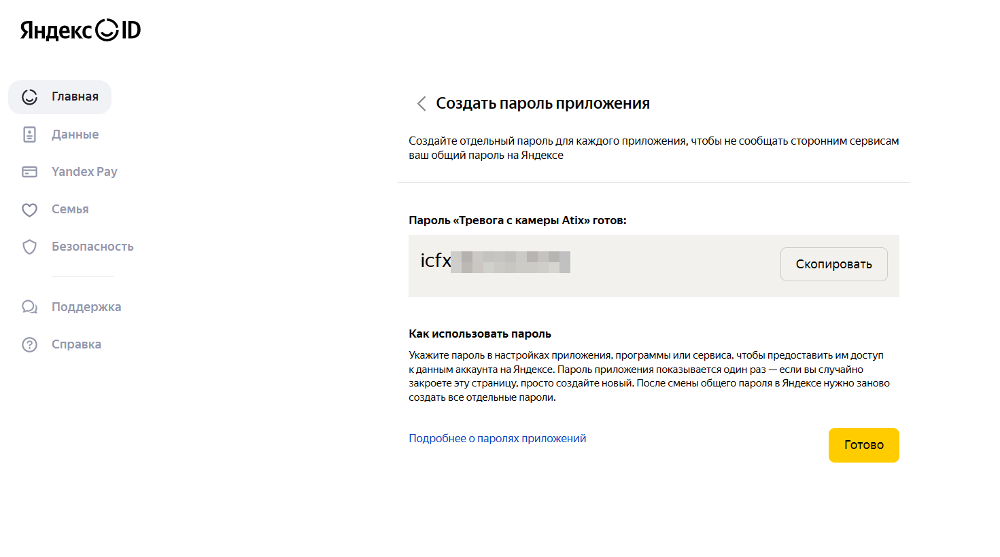 Яндекс ID
Главная
Данные
Yandex Pay
Семья
Безопасность
Поддержка
Справка
Создать пароль приложения
Создайте отдельный пароль для каждого приложения, чтобы не сообщать сторонним сервисам
ваш общий пароль на Яндексе
Пароль «Тревога с камеры Atix» готов:
icfx
Скопировать
Как использовать пароль
Укажите пароль в настройках приложения, программы или сервиса, чтобы предоставить им доступ
к данным аккаунта на Яндексе. Пароль приложения показывается один раз — если вы случайно
закроете эту страницу, просто создайте новый. После смены общего пароля в Яндексе нужно заново
создать все отдельные пароли.
Подробнее о паролях приложений
Готово